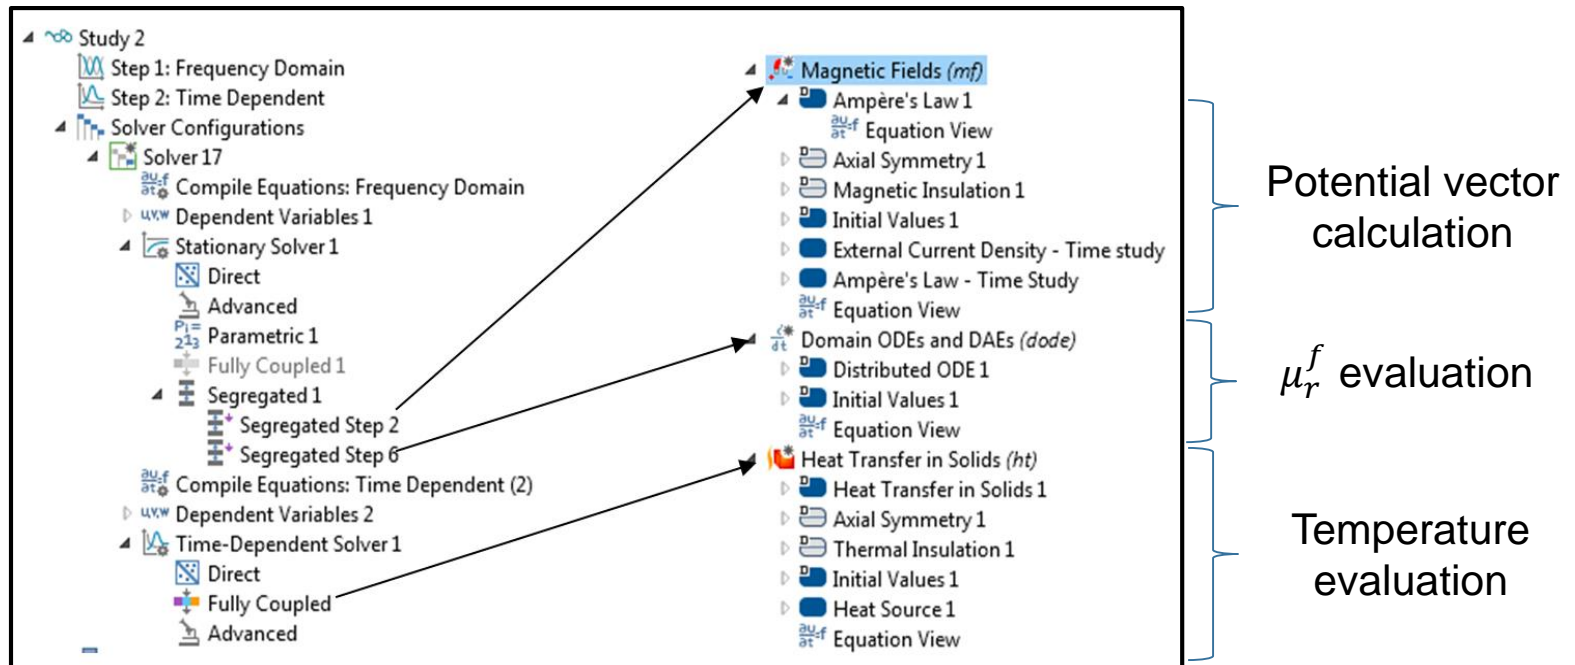 Study 2
Step 1: Frequency Domain
Step 2: Time Dependent
Solver Configurations
Solver 17
Compile Equations: Frequency Domain
Dependent Variables 1
Stationary Solver 1
Direct
Advanced
Parametric 1
Fully Coupled 1
Segregated 1
Segregated Step 2
Segregated Step 6
Compile Equations: Time Dependent (2)
Dependent Variables 2
Time-Dependent Solver 1
Direct
Fully Coupled
Advanced
Magnetic Fields (mf)
Ampère's Law 1
Equation View
Axial Symmetry 1
Magnetic Insulation 1
Initial Values 1
External Current Density - Time study
Ampère's Law - Time Study
Equation View
Domain ODEs and DAEs (dode)
Distributed ODE 1
Initial Values 1
Equation View
Heat Transfer in Solids (ht)
Heat Transfer in Solids 1
Axial Symmetry 1
Thermal Insulation 1
Initial Values 1
Heat Source 1
Equation View
Potential vector
calculation
μ_r^f evaluation
Temperature
evaluation